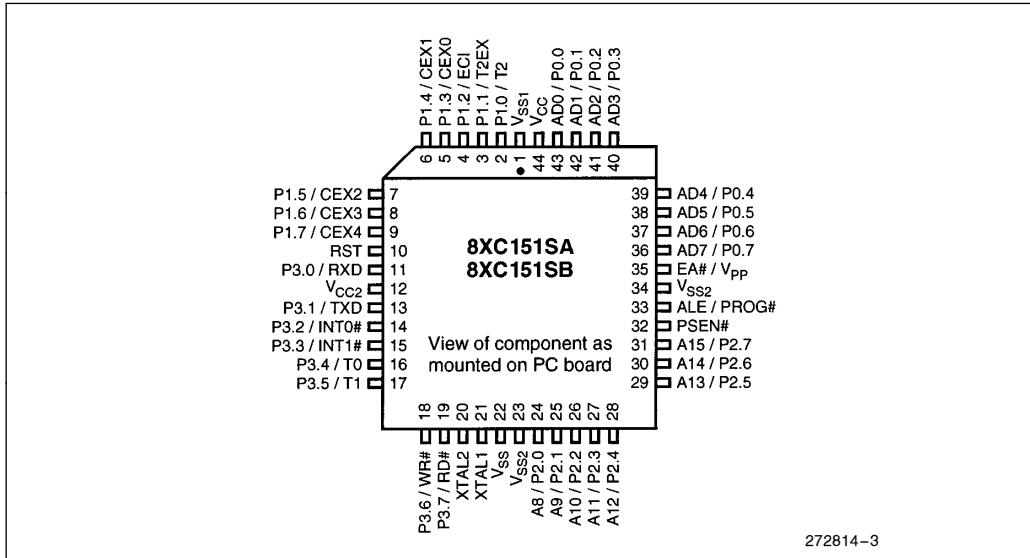 P1.4 / CEX1
P1.3 / CEX0
P1.2 / ECI
P1.1 / T2EX
P1.0 / T2
VSS1
VCC
AD0 / P0.0
AD1 / P0.1
AD2 / P0.2
AD3 / P0.3
6 5 4 3 2 1 44 43 42 41 40
P1.5 / CEX2 7
P1.6 / CEX3 8
P1.7 / CEX4 9
RST 10
P3.0 / RXD 11
VCC2 12
P3.1 / TXD 13
P3.2 / INT0# 14
P3.3 / INT1# 15
P3.4 / T0 16
P3.5 / T1 17
8XC151SA
8XC151SB
View of component as
mounted on PC board
39 AD4 / P0.4
38 AD5 / P0.5
37 AD6 / P0.6
36 AD7 / P0.7
35 EA# / VPP
34 VSS2
33 ALE / PROG#
32 PSEN#
31 A15 / P2.7
30 A14 / P2.6
29 A13 / P2.5
18 19 20 21 22 23 24 25 26 27 28
P3.6 / WR#
P3.7 / RD#
XTAL2
XTAL1
VSS
VSS2
A8 / P2.0
A9 / P2.1
A10 / P2.2
A11 / P2.3
A12 / P2.4
272814–3